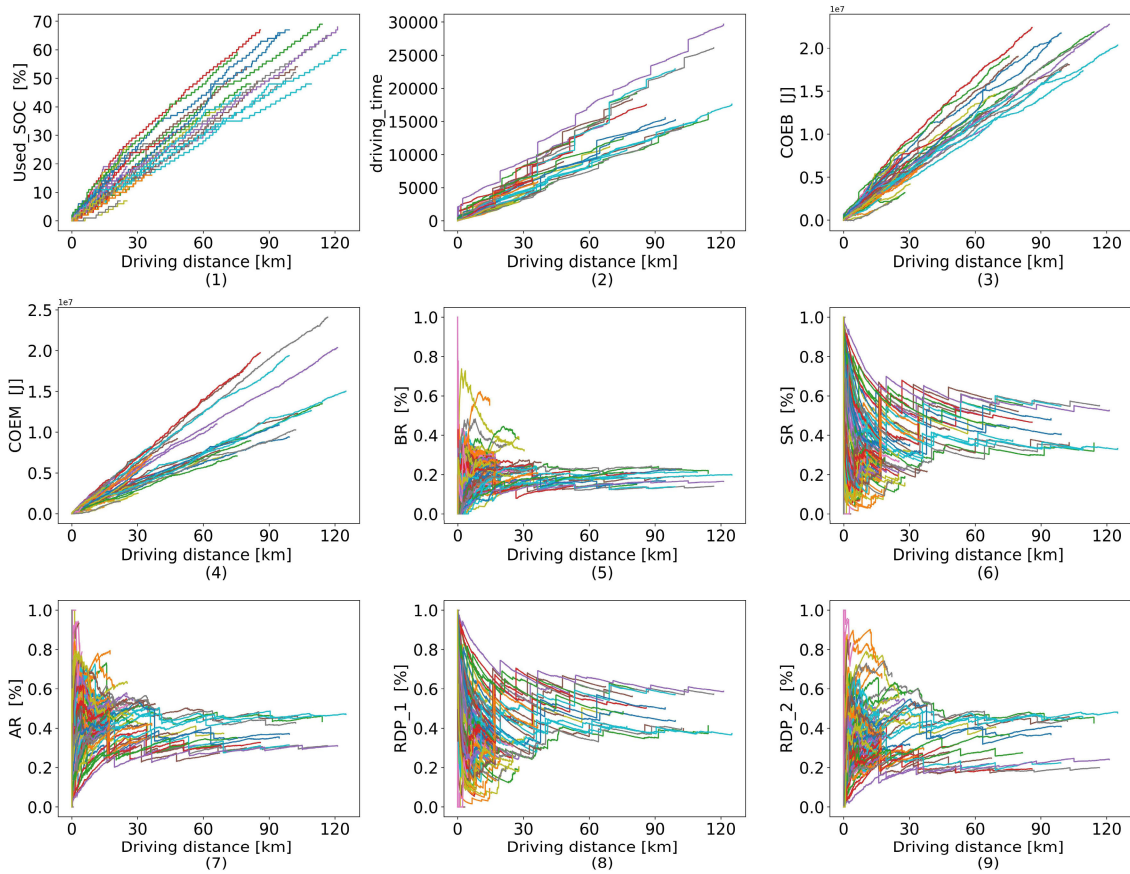 70
60
50
40
30
20
10
0
Used_SOC [%]
0 30 60 90 120
Driving distance [km]
(1)
30000
25000
20000
15000
10000
5000
0
driving_time
0 30 60 90 120
Driving distance [km]
(2)
1e7
2.0
1.5
1.0
0.5
0.0
COEB [J]
0 30 60 90 120
Driving distance [km]
(3)
1e7
2.5
2.0
1.5
1.0
0.5
0.0
COEM [J]
0 30 60 90 120
Driving distance [km]
(4)
1.0
0.8
0.6
0.4
0.2
0.0
BR [%]
0 30 60 90 120
Driving distance [km]
(5)
1.0
0.8
0.6
0.4
0.2
0.0
SR [%]
0 30 60 90 120
Driving distance [km]
(6)
1.0
0.8
0.6
0.4
0.2
0.0
AR [%]
0 30 60 90 120
Driving distance [km]
(7)
1.0
0.8
0.6
0.4
0.2
0.0
RDP_1 [%]
0 30 60 90 120
Driving distance [km]
(8)
1.0
0.8
0.6
0.4
0.2
0.0
RDP_2 [%]
0 30 60 90 120
Driving distance [km]
(9)